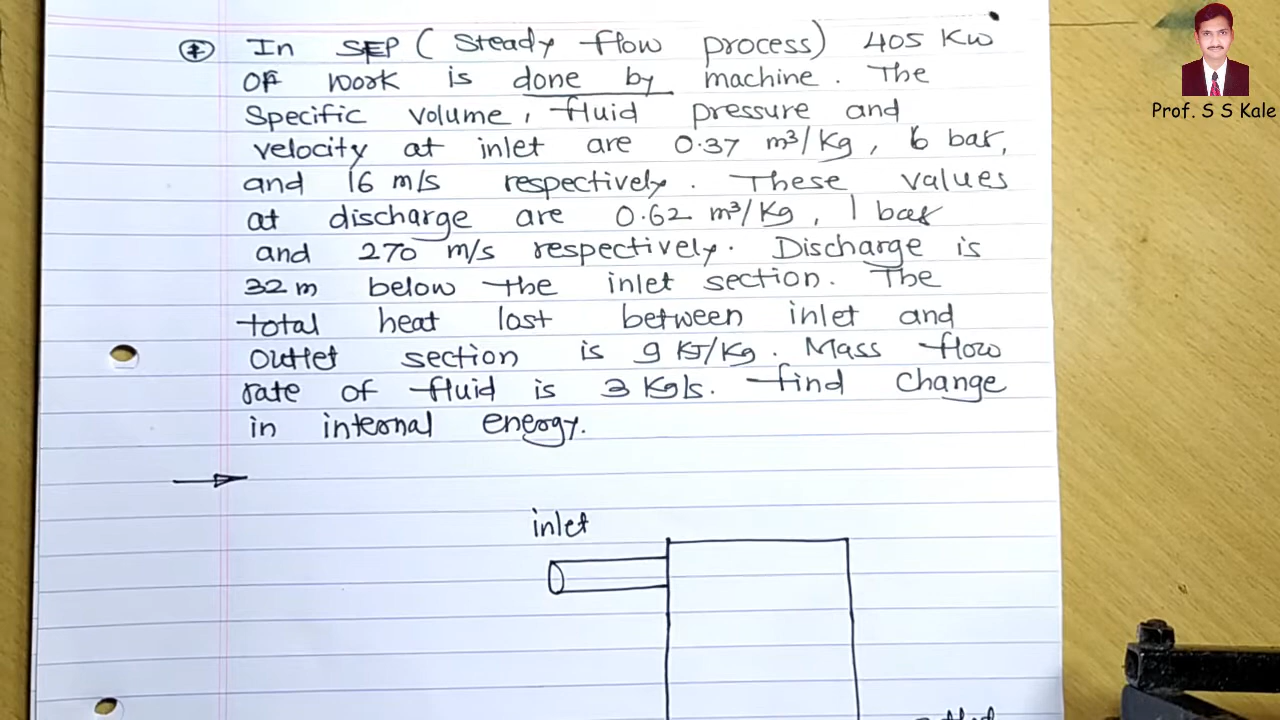 In SFP (Steady flow process) 405 Kw
OF work is done by machine. The
Specific volume, fluid pressure and
velocity at inlet are 0.37 m³/Kg, 6 bar,
and 16 m/s respectively. These values
at discharge are 0.62 m³/Kg, 1 bar
and 270 m/s respectively. Discharge is
32m below the inlet section. The
total heat lost between inlet and
outlet section is 9 KJ/Kg. Mass flow
rate of fluid is 3 Kg/s. find change
in internal energy.
inlet
Prof. S S Kale